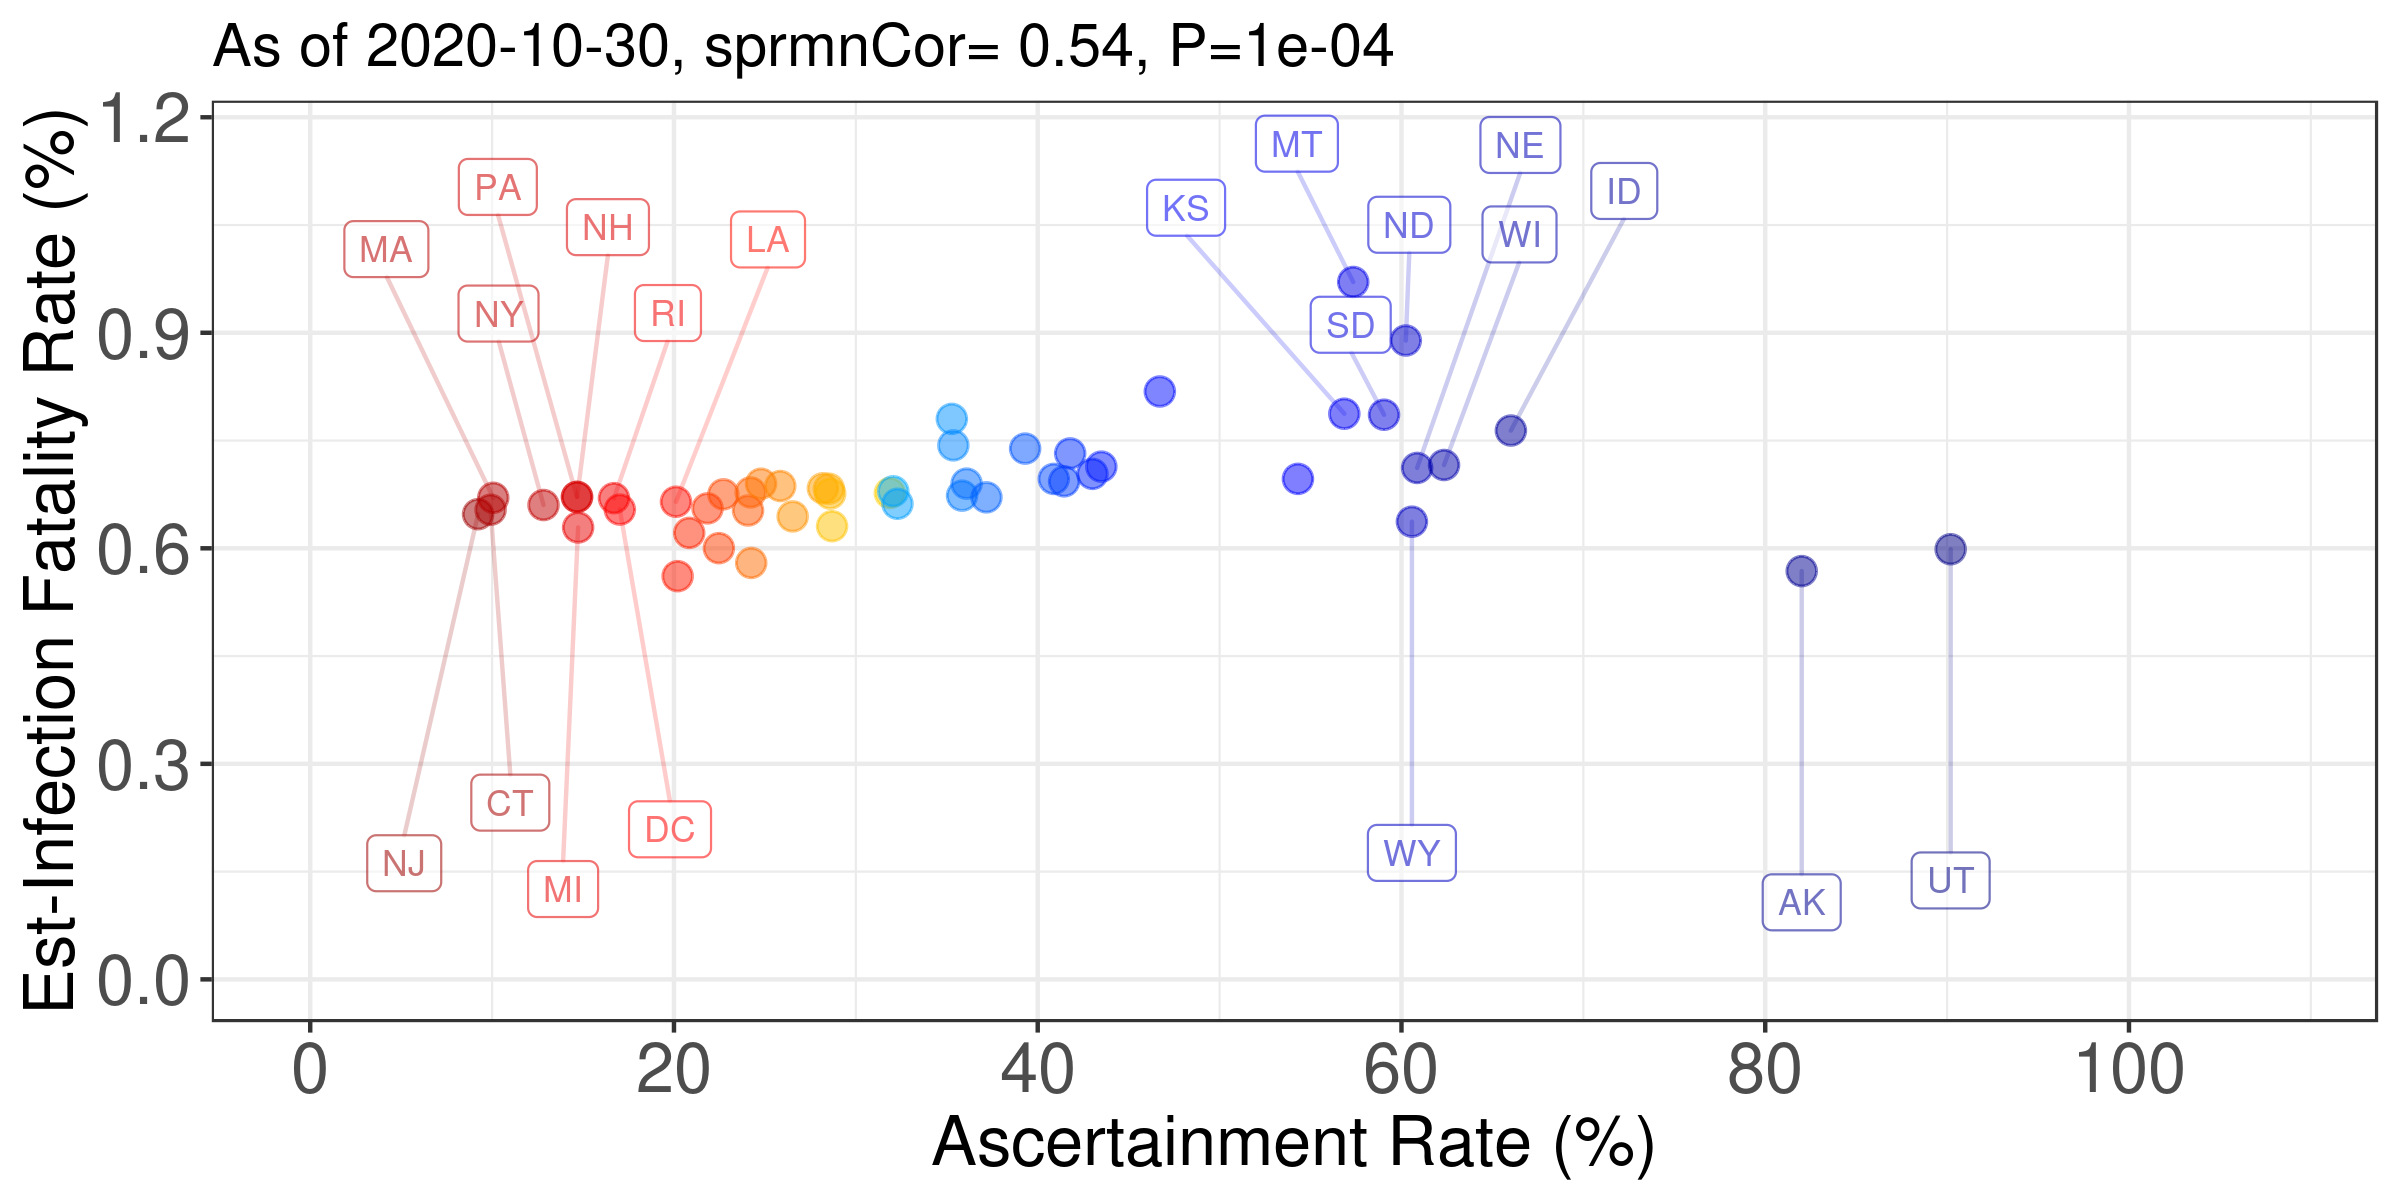 As of 2020-10-30, sprmnCor= 0.54, P=1e-04
Est-Infection Fatality Rate (%)
1.2
0.9
0.6
0.3
0.0
MT
NE
PA
ID
KS
NH
ND
WI
LA
MA
NY
RI
SD
CT
DC
WY
NJ
UT
MI
AK
0 20 40 60 80 100
Ascertainment Rate (%)